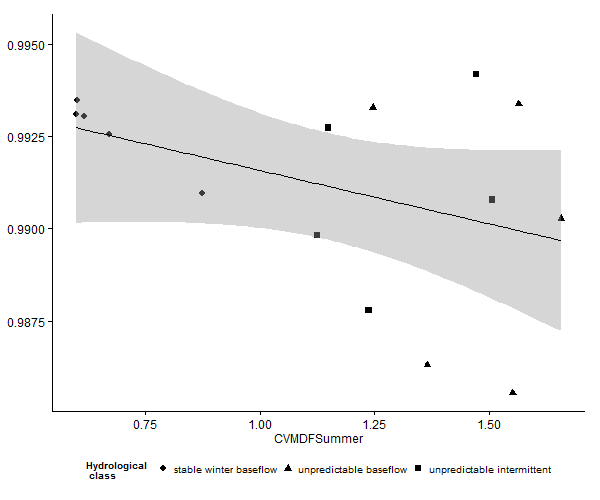 0.9950
0.9925
0.9900
0.9875
0.75 1.00 1.25 1.50
CVMDFSummer
Hydrological
class
stable winter baseflow unpredictable baseflow unpredictable intermittent